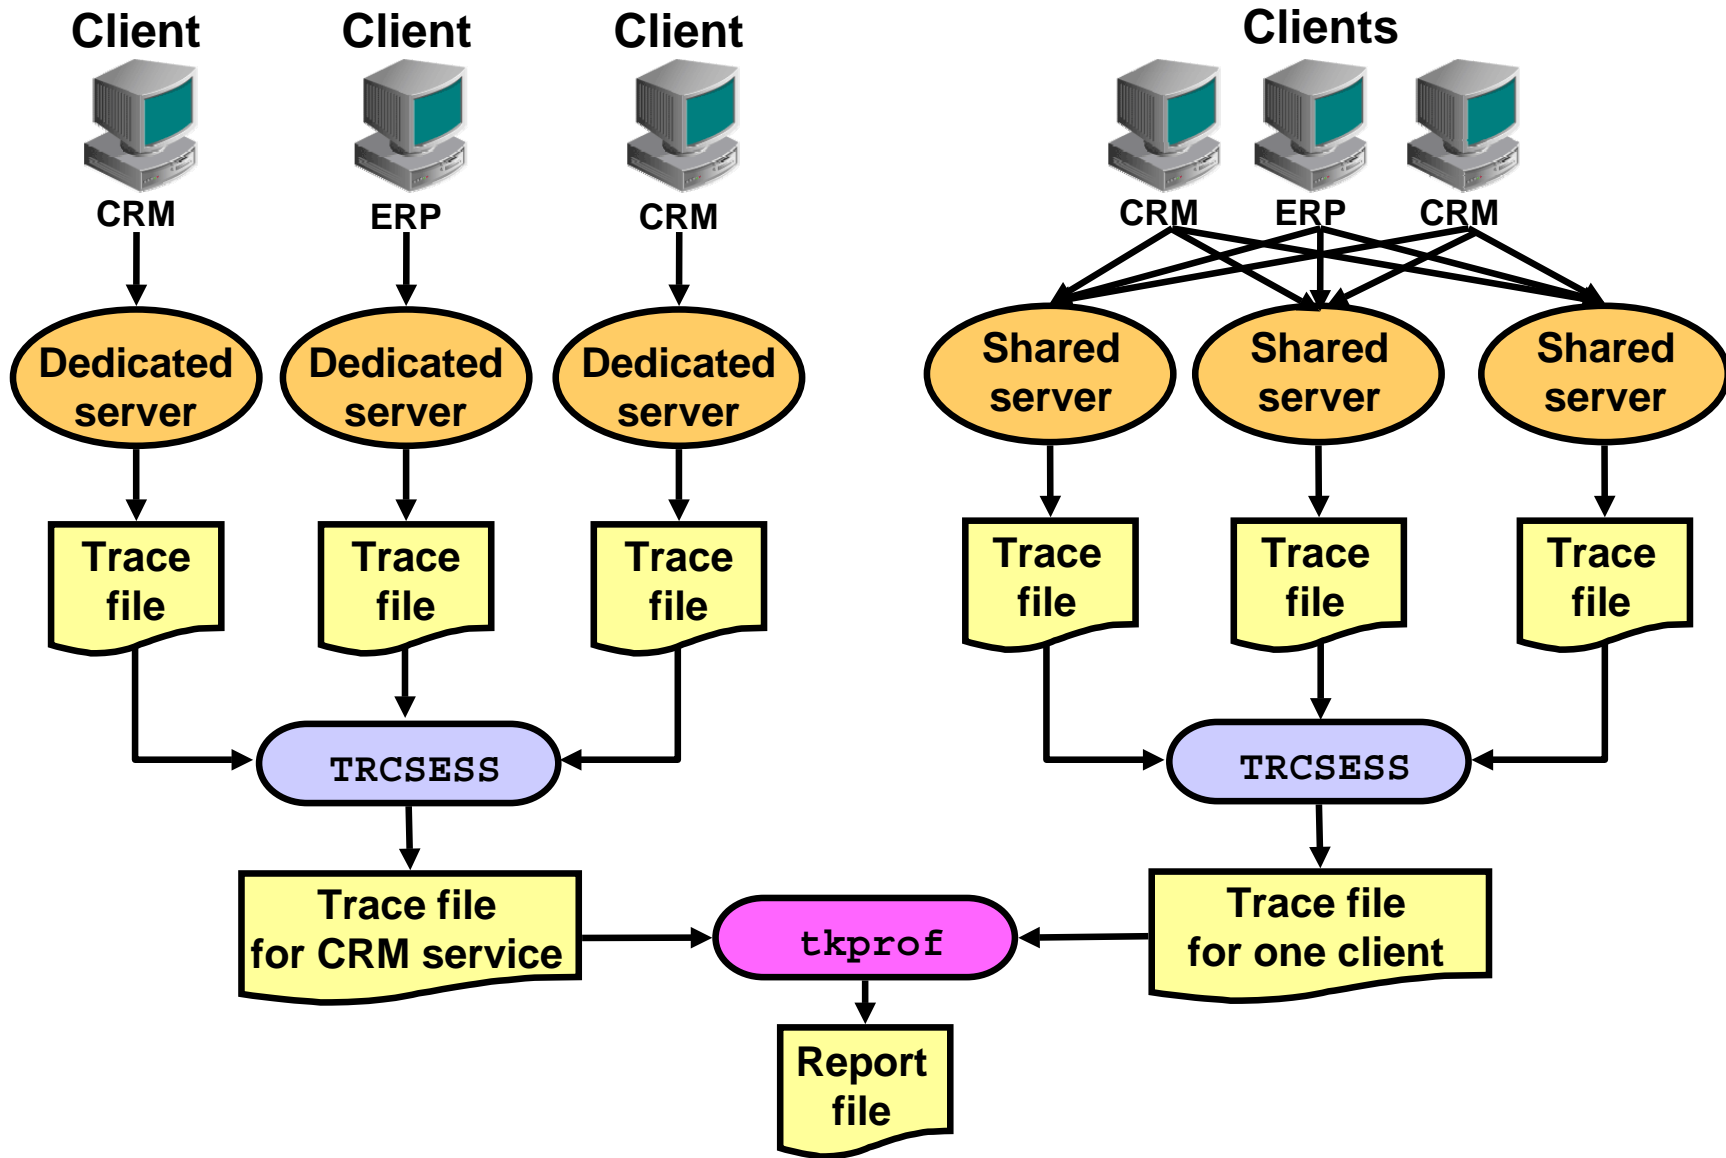 Client
Client
Client
Clients
CRM
ERP
CRM
CRM
ERP
CRM
Dedicated
server
Dedicated
server
Dedicated
server
Shared
server
Shared
server
Shared
server
Trace
file
Trace
file
Trace
file
Trace
file
Trace
file
Trace
file
TRCSESS
TRCSESS
Trace file
for CRM service
tkprof
Trace file
for one client
Report
file